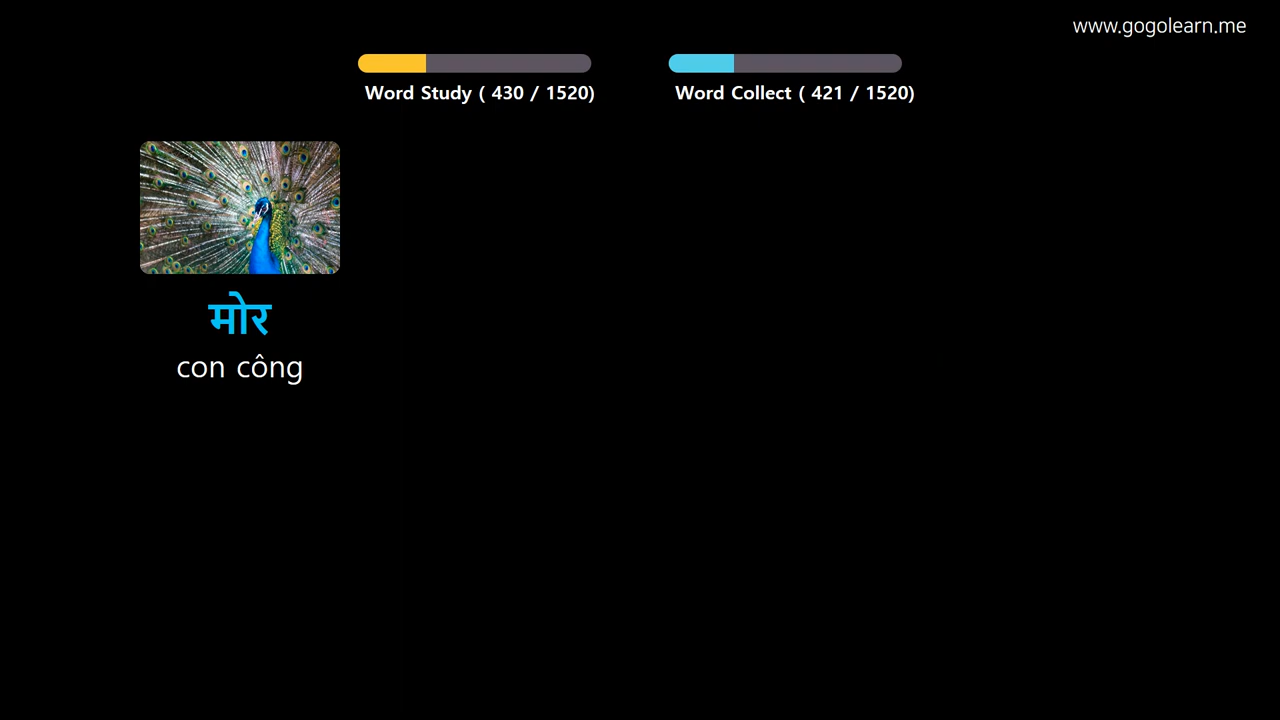 www.gogolearn.me
Word Study ( 430 / 1520)
Word Collect ( 421 / 1520)
मोर
con công